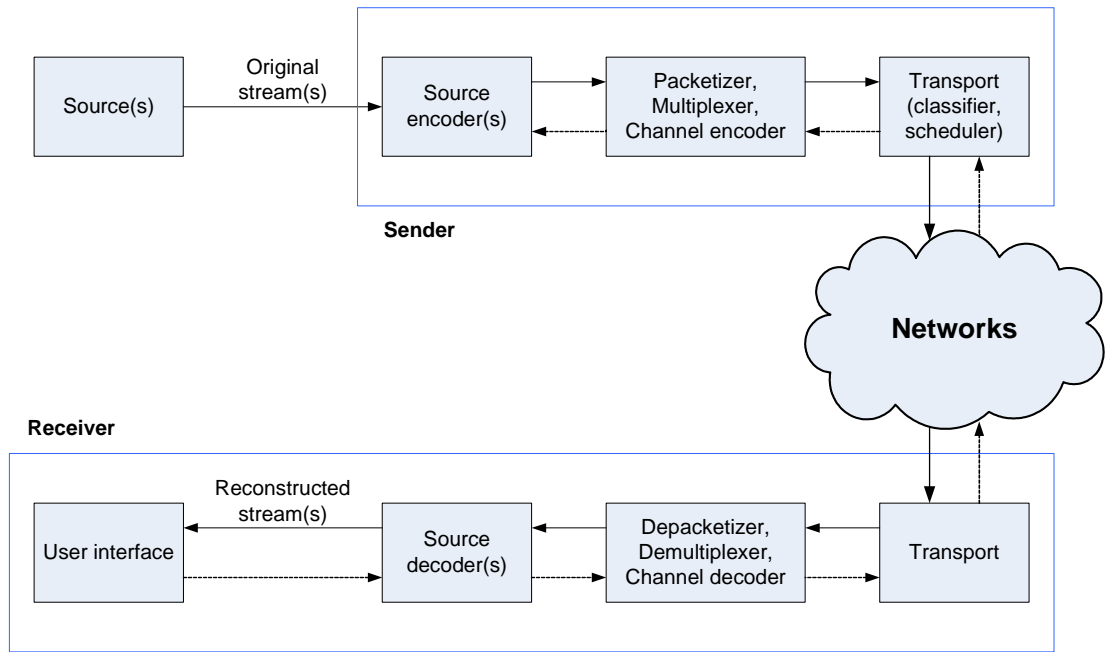 Source(s)
Original
stream(s)
Source
encoder(s)
Packetizer,
Multiplexer,
Channel encoder
Transport
(classifier,
scheduler)
Sender
Networks
Receiver
User interface
Reconstructed
stream(s)
Source
decoder(s)
Depacketizer,
Demultiplexer,
Channel decoder
Transport